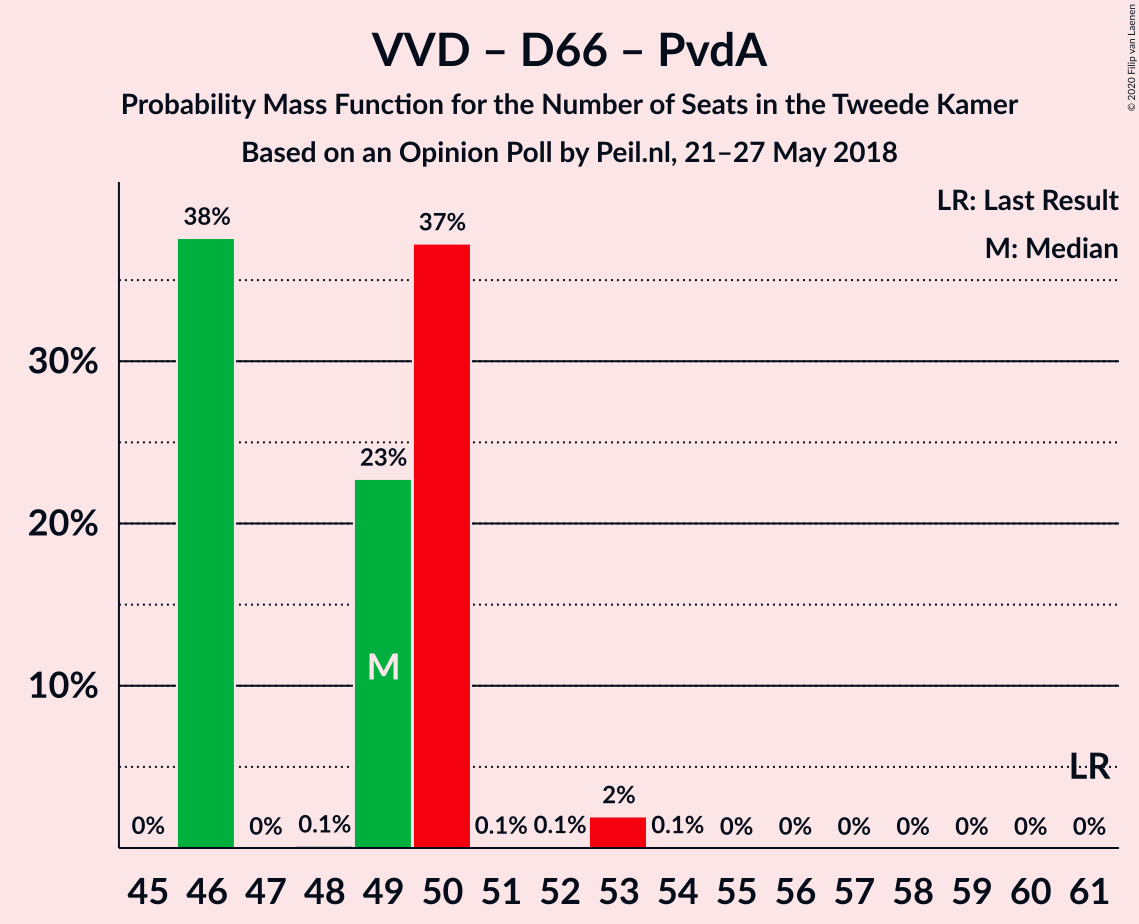 VVD – D66 – PvdA
Probability Mass Function for the Number of Seats in the Tweede Kamer
Based on an Opinion Poll by Peil.nl, 21–27 May 2018
© 2020 Filip van Laenen
LR: Last Result
M: Median
38%
37%
30%
23%
20%
M
10%
LR
2%
0% 0% 0.1% 0.1% 0.1% 0.1% 0% 0% 0% 0% 0% 0% 0%
45 46 47 48 49 50 51 52 53 54 55 56 57 58 59 60 61